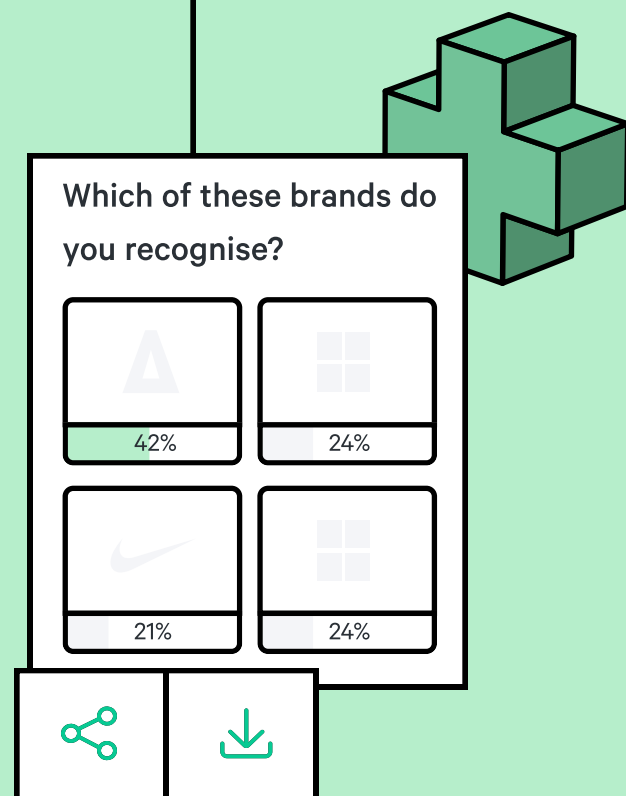 Which of these brands do
you recognise?
42%
24%
21%
24%